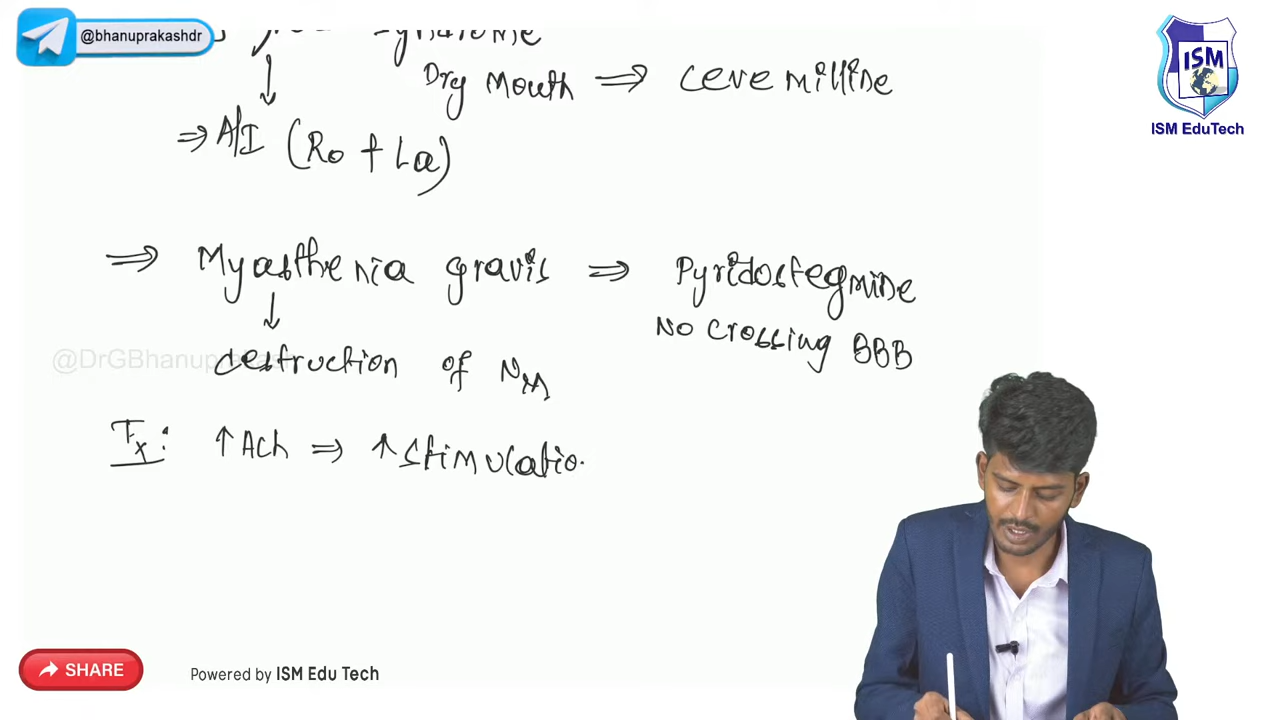 @bhanuprakashdr
Dry Mouth ⇒ cevemilline
ISM
ISM EduTech
⇒ A/I (Ro + La)
⇒ Myasthenia gravis ⇒ Pyridostegmine
↓
No crossing BBB
@DrGBhanuprakash
destruction of NM
Tx: ↑Ach ⇒ ↑stimulatio
SHARE
Powered by ISM Edu Tech